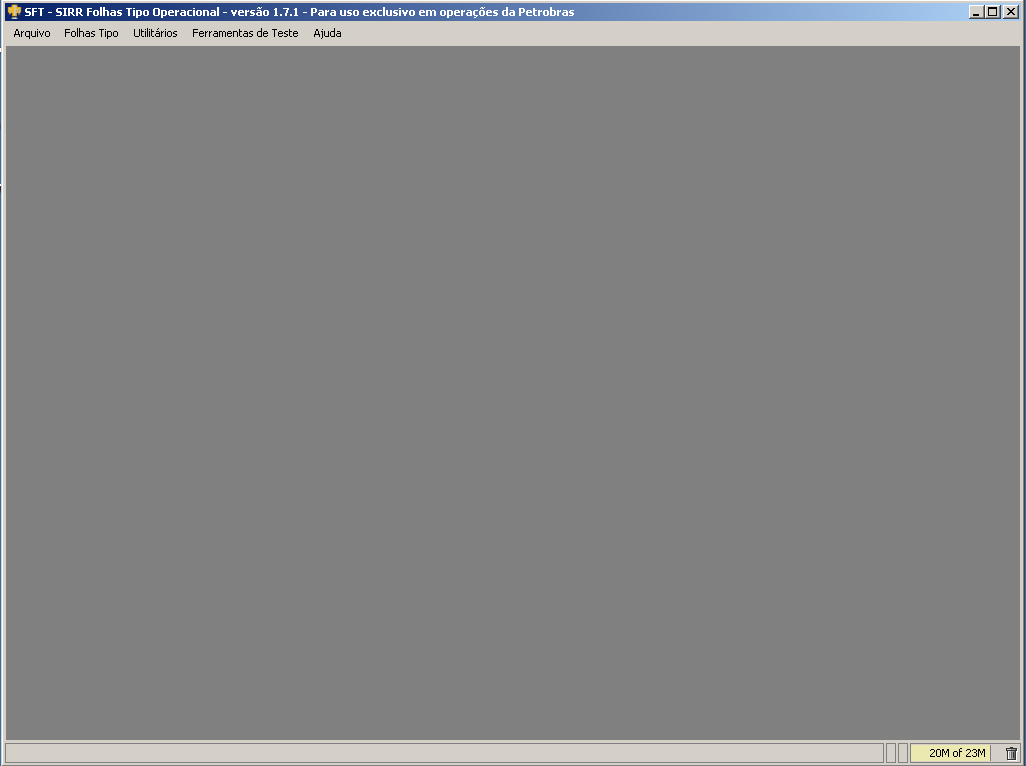 SFT - SIRR Folhas Tipo Operacional - versão 1.7.1 - Para uso exclusivo em operações da Petrobras
Arquivo Folhas Tipo Utilitários Ferramentas de Teste Ajuda
20M of 23M